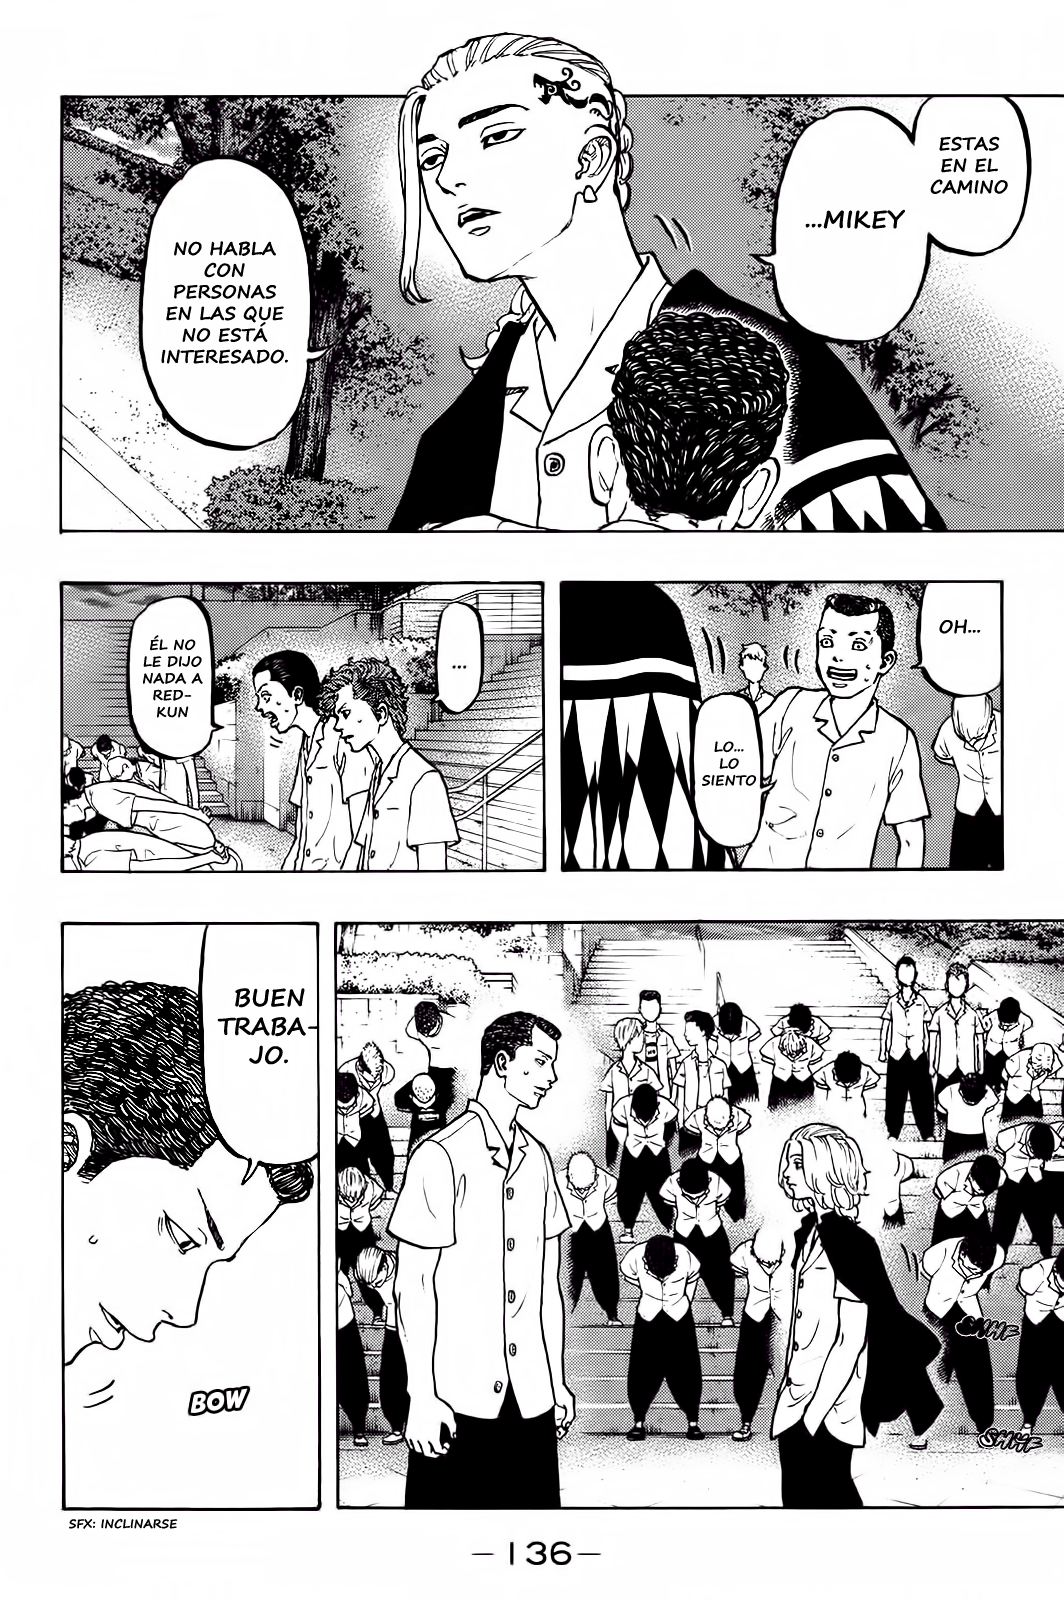 ESTAS
EN EL
CAMINO
...MIKEY
NO HABLA
CON
PERSONAS
EN LAS QUE
NO ESTÁ
INTERESADO.
OH...
LO...
LO
SIENTO
...
ÉL NO
LE DIJO
NADA A
RED-
KUN
BUEN
TRABA-
JO.
BOW
SFX: INCLINARSE
—136—